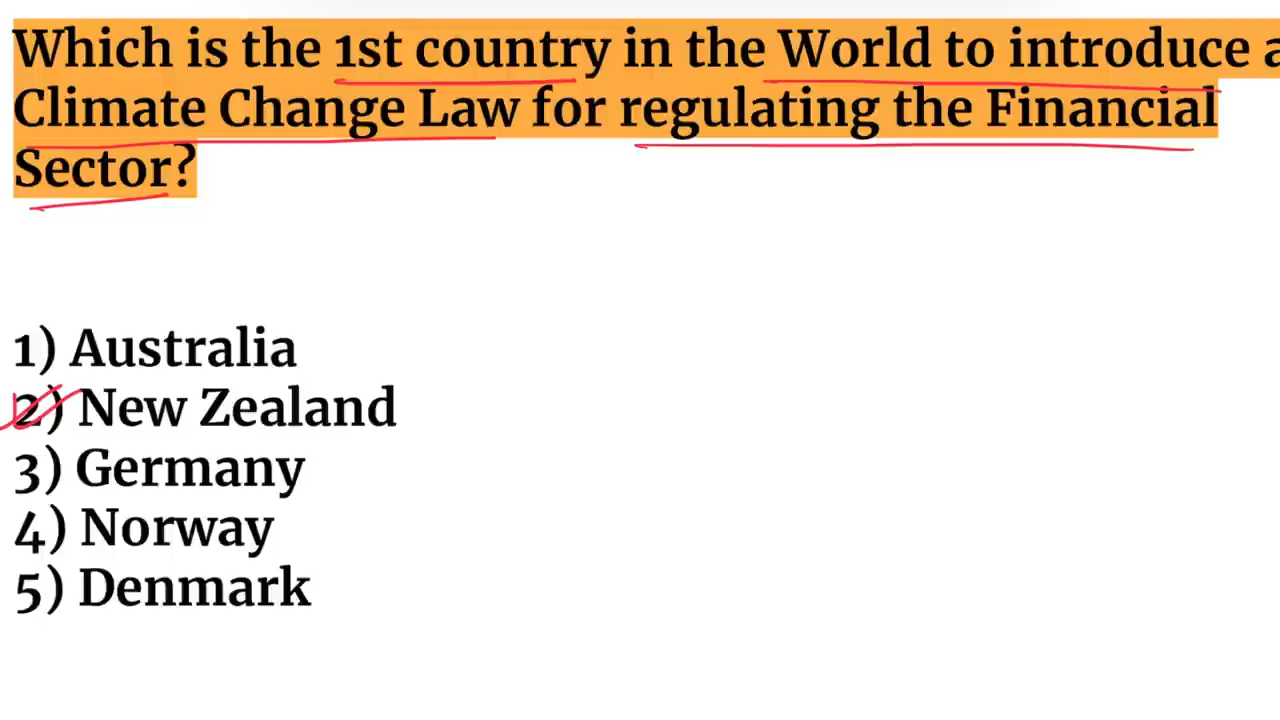 Which is the 1st country in the World to introduce a
Climate Change Law for regulating the Financial
Sector?
1) Australia
2) New Zealand
3) Germany
4) Norway
5) Denmark